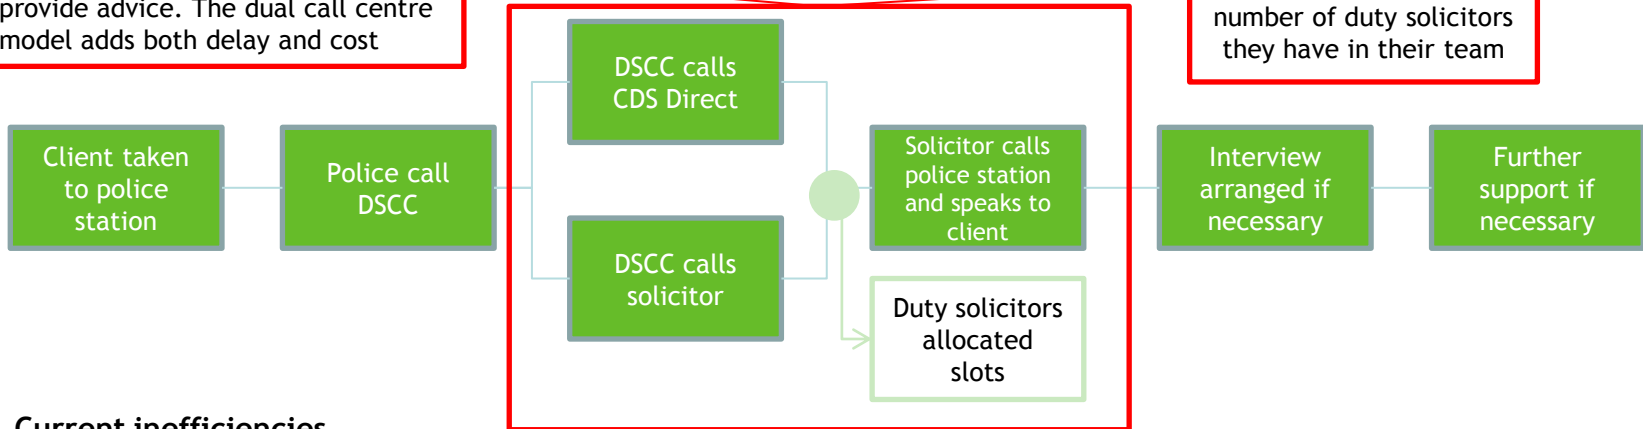 provide advice. The dual call centre
model adds both delay and cost
number of duty solicitors
they have in their team
Client taken
to police
station
Police call
DSCC
DSCC calls
CDS Direct
DSCC calls
solicitor
Solicitor calls
police station
and speaks to
client
Duty solicitors
allocated
slots
Interview
arranged if
necessary
Further
support if
necessary
Current inefficiencies